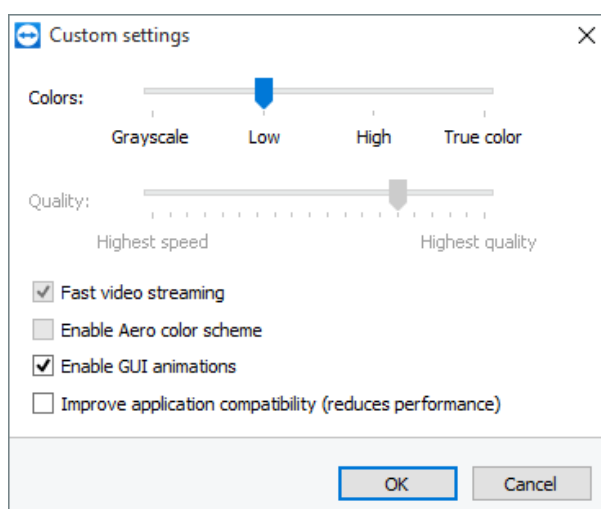 Custom settings
Colors:
Grayscale Low High True color
Quality:
Highest speed Highest quality
Fast video streaming
Enable Aero color scheme
Enable GUI animations
Improve application compatibility (reduces performance)
OK Cancel